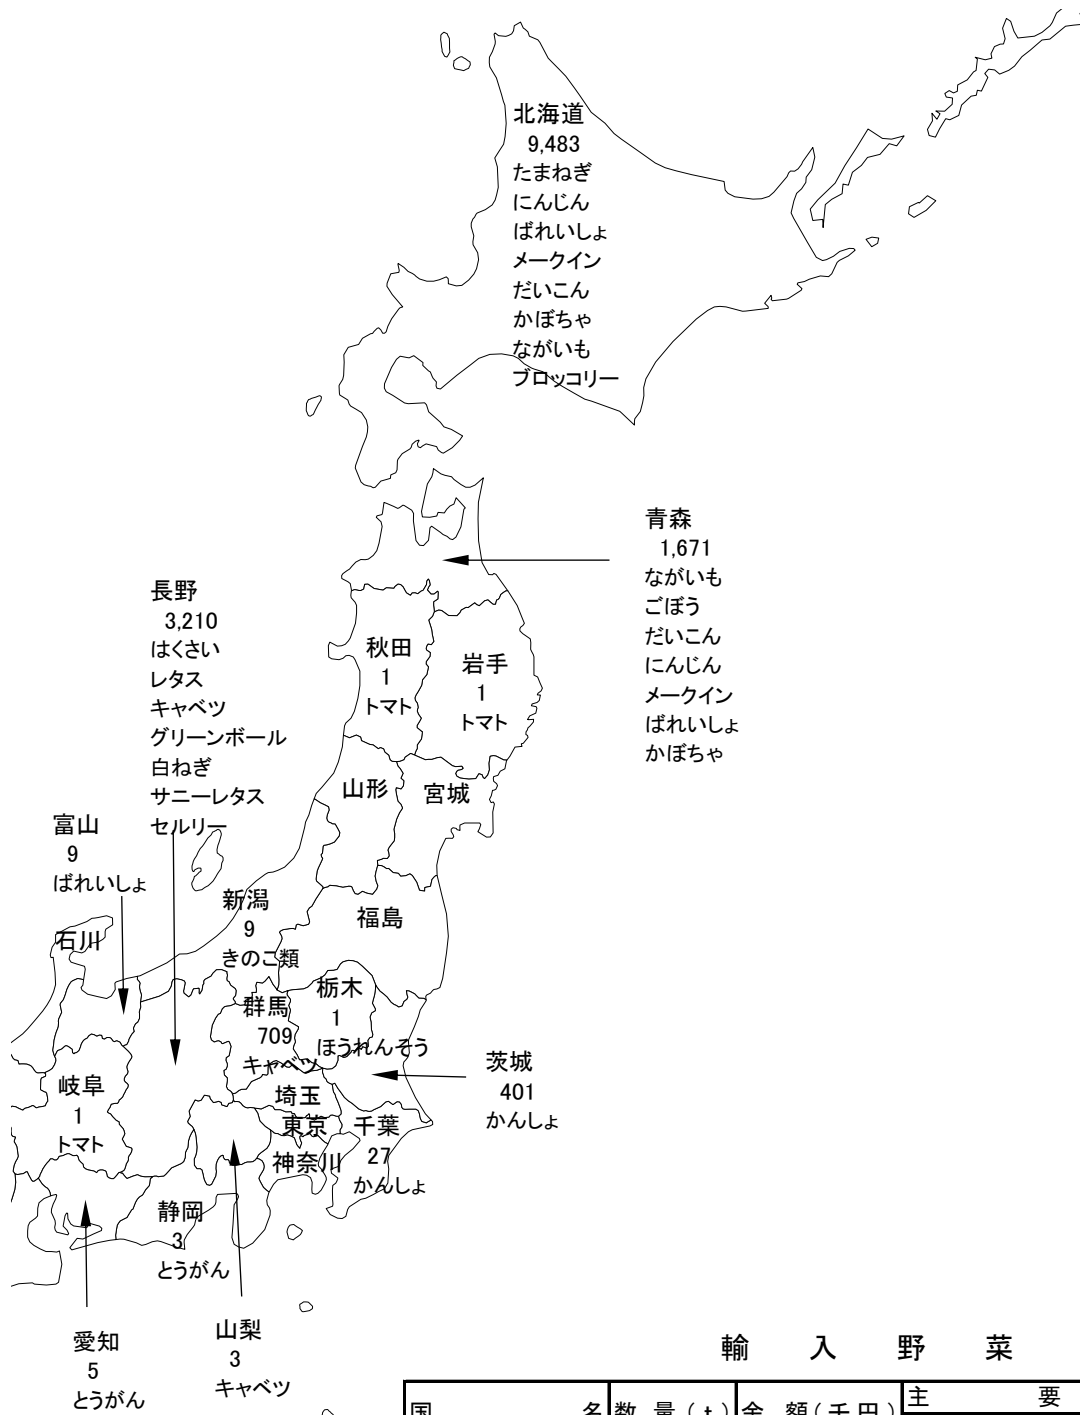 北海道
9,483
たまねぎ
にんじん
ばれいしょ
メークイン
だいこん
かぼちゃ
ながいも
ブロッコリー
青森
1,671
ながいも
ごぼう
だいこん
にんじん
メークイン
ばれいしょ
かぼちゃ
長野
3,210
はくさい
レタス
キャベツ
グリーンボール
白ねぎ
サニーレタス
セルリー
秋田
1
トマト
岩手
1
トマト
山形
宮城
富山
9
ばれいしょ
新潟
9
きのこ類
福島
石川
群馬
709
キャベツ
栃木
1
ほうれんそう
茨城
401
かんしょ
岐阜
1
トマト
埼玉
東京
神奈川
千葉
27
かんしょ
静岡
3
とうがん
愛知
5
とうがん
山梨
3
キャベツ
輸入野菜
国名 数量(t) 金額(千円) 主要